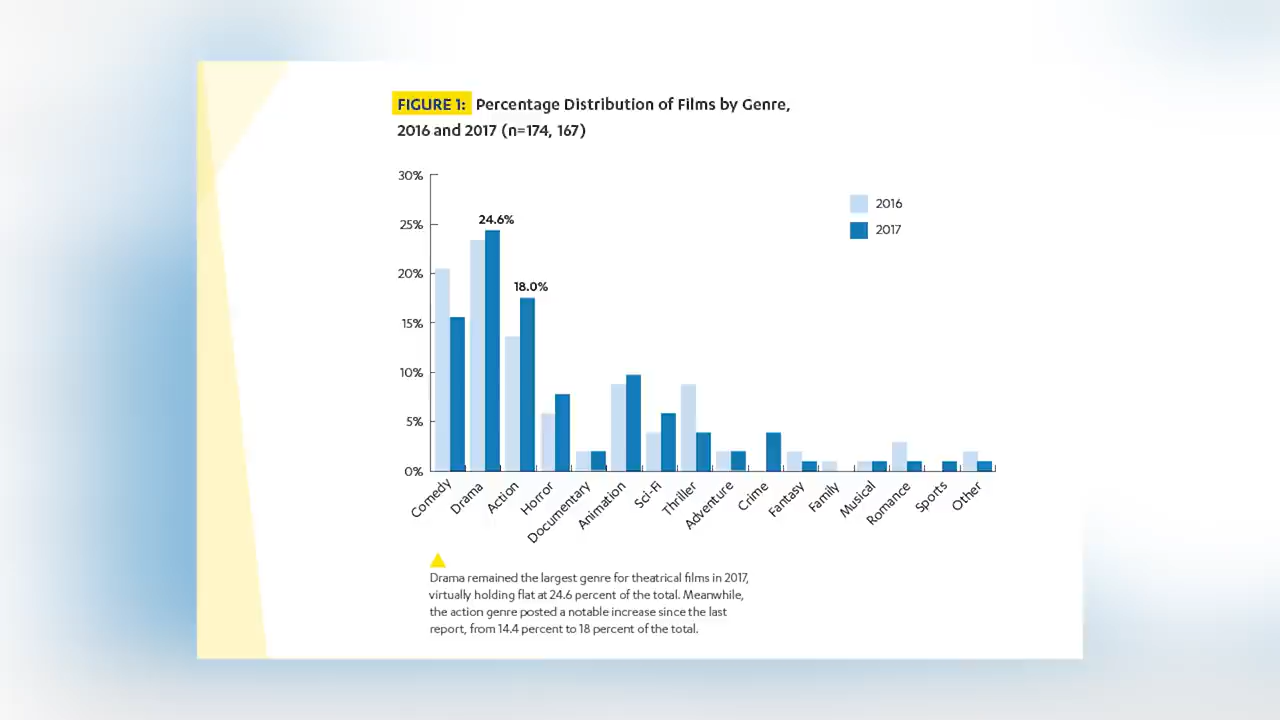 FIGURE 1: Percentage Distribution of Films by Genre,
2016 and 2017 (n=174, 167)
30%
25%
20%
15%
10%
5%
0%
24.6%
18.0%
2016
2017
Comedy
Drama
Action
Horror
Documentary
Animation
Sci-Fi
Thriller
Adventure
Crime
Fantasy
Family
Musical
Romance
Sports
Other
Drama remained the largest genre for theatrical films in 2017,
virtually holding flat at 24.6 percent of the total. Meanwhile,
the action genre posted a notable increase since the last
report, from 14.4 percent to 18 percent of the total.